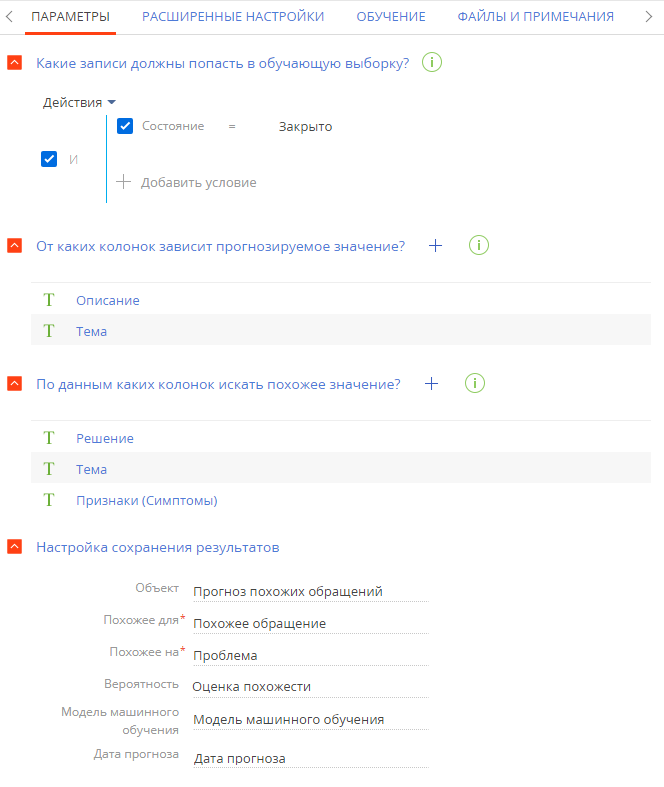 ПАРАМЕТРЫ РАСШИРЕННЫЕ НАСТРОЙКИ ОБУЧЕНИЕ ФАЙЛЫ И ПРИМЕЧАНИЯ
Какие записи должны попасть в обучающую выборку?
Действия
Состояние = Закрыто
И
Добавить условие
От каких колонок зависит прогнозируемое значение?
Описание
Тема
По данным каких колонок искать похожее значение?
Решение
Тема
Признаки (Симптомы)
Настройка сохранения результатов
Объект Прогноз похожих обращений
Похожее для* Похожее обращение
Похожее на* Проблема
Вероятность Оценка похожести
Модель машинного
обучения Модель машинного обучения
Дата прогноза Дата прогноза